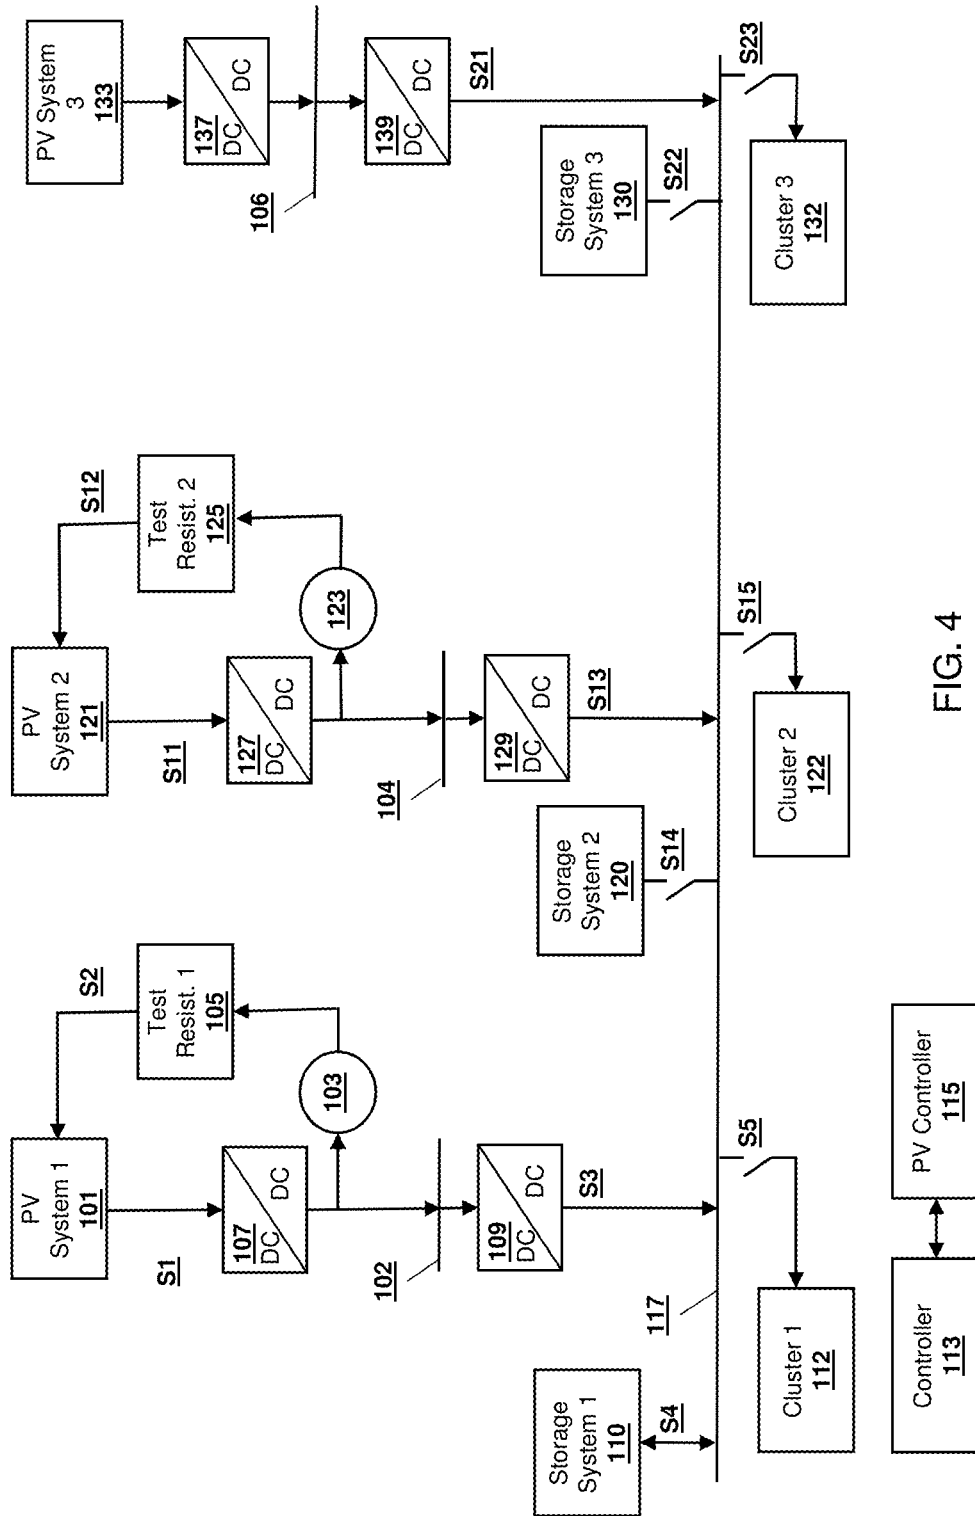 PV
System 1
101
S1
S2
Test
Resist. 1
105
107
DC
DC
103
102
109
DC
DC
S3
Storage
System 1
110
S4
117
S5
Cluster 1
112
PV
System 2
121
S11
S12
Test
Resist. 2
125
127
DC
DC
123
104
129
DC
DC
S13
Storage
System 2
120
S14
S15
Cluster 2
122
PV System
3
133
137
DC
DC
106
139
DC
DC
S21
Storage
System 3
130
S22
S23
Cluster 3
132
Controller
113
PV Controller
115
FIG. 4